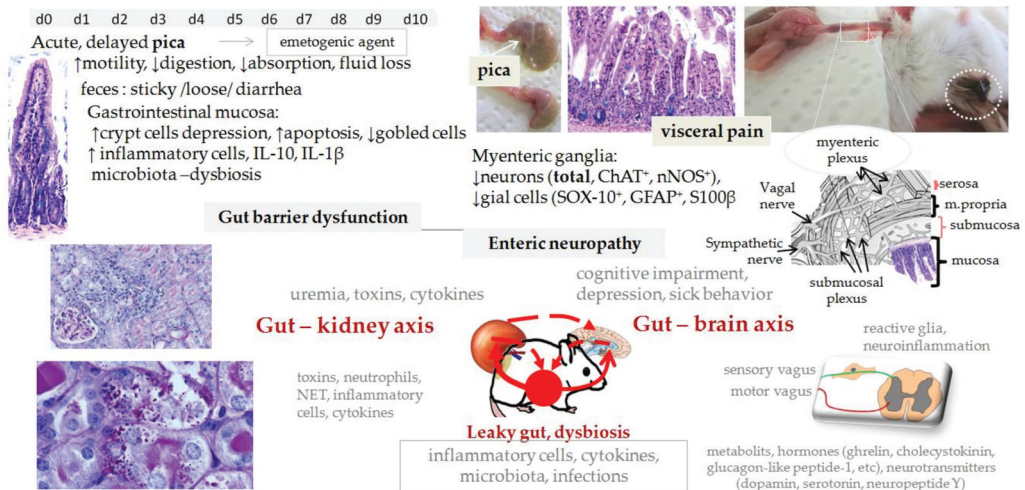 d0 d1 d2 d3 d4 d5 d6 d7 d8 d9 d10
Acute, delayed pica
emetogenic agent
↑motility, ↓digestion, ↓absorption, fluid loss
feces : sticky /loose/ diarrhea
Gastrointestinal mucosa:
↑crypt cells depression, ↑apoptosis, ↓gobled cells
↑ inflammatory cells, IL-10, IL-1β
microbiota –dysbiosis
pica
visceral pain
Myenteric ganglia:
↓neurons (total, ChAT⁺, nNOS⁺),
↓gial cells (SOX-10⁺, GFAP⁺, S100β
myenteric
plexus
Vagal
nerve
Sympathetic
nerve
submucosal
plexus
serosa
m.propria
submucosa
mucosa
Gut barrier dysfunction
Enteric neuropathy
uremia, toxins, cytokines
Gut – kidney axis
toxins, neutrophils,
NET, inflammatory
cells, cytokines
cognitive impairment,
depression, sick behavior
Gut – brain axis
reactive glia,
neuroinflammation
sensory vagus
motor vagus
Leaky gut, dysbiosis
inflammatory cells, cytokines,
microbiota, infections
metabolits, hormones (ghrelin, cholecystokinin,
glucagon-like peptide-1, etc), neurotransmitters
(dopamin, serotonin, neuropeptide Y)